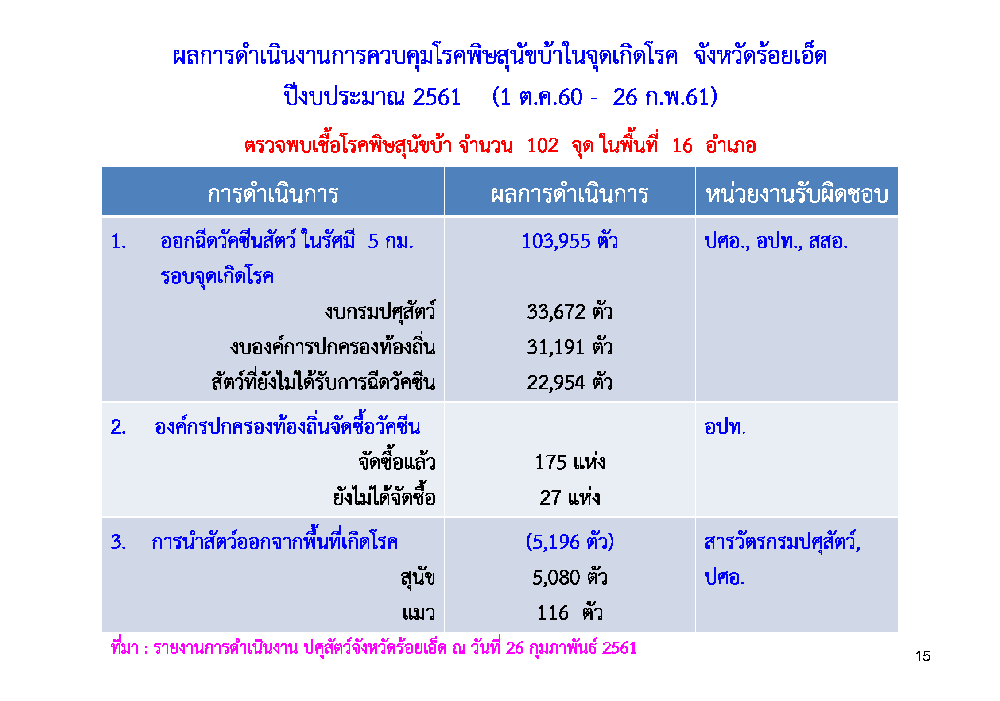 ผลการดำเนินงานการควบคุมโรคพิษสุนัขบ้าในจุดเกิดโรค จังหวัดร้อยเอ็ด
ปีงบประมาณ 2561 (1 ต.ค.60 - 26 ก.พ.61)
ตรวจพบเชื้อโรคพิษสุนัขบ้า จำนวน 102 จุด ในพื้นที่ 16 อำเภอ
การดำเนินการ ผลการดำเนินการ หน่วยงานรับผิดชอบ
1. ออกฉีดวัคซีนสัตว์ ในรัศมี 5 กม. 103,955 ตัว ปศอ., อปท., สสอ.
รอบจุดเกิดโรค
งบกรมปศุสัตว์ 33,672 ตัว
งบองค์การปกครองท้องถิ่น 31,191 ตัว
สัตว์ที่ยังไม่ได้รับการฉีดวัคซีน 22,954 ตัว
2. องค์กรปกครองท้องถิ่นจัดซื้อวัคซีน อปท.
จัดซื้อแล้ว 175 แห่ง
ยังไม่ได้จัดซื้อ 27 แห่ง
3. การนำสัตว์ออกจากพื้นที่เกิดโรค (5,196 ตัว) สารวัตรกรมปศุสัตว์,
สุนัข 5,080 ตัว ปศอ.
แมว 116 ตัว
ที่มา : รายงานการดำเนินงาน ปศุสัตว์จังหวัดร้อยเอ็ด ณ วันที่ 26 กุมภาพันธ์ 2561
15